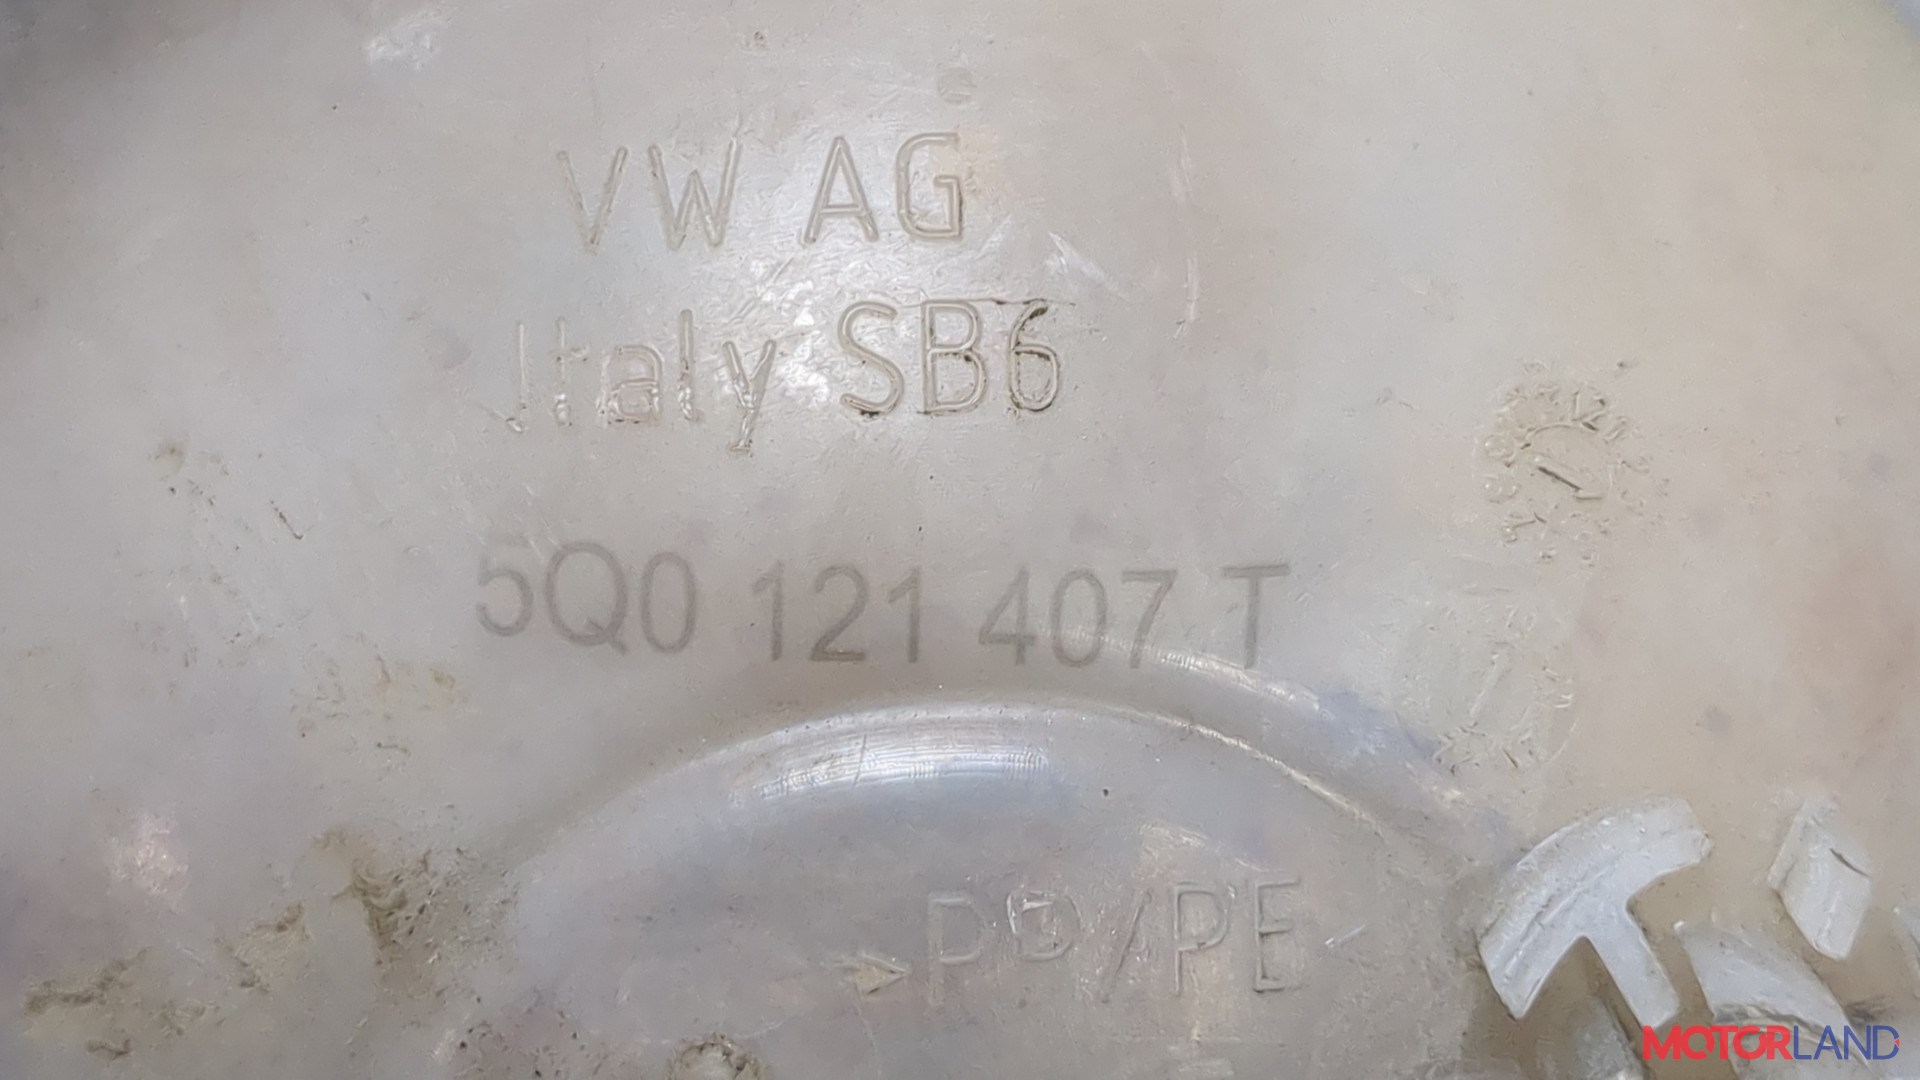 VW AG
Italy SB6
5Q0 121 407 T
>PP/PE<
MOTORLAND